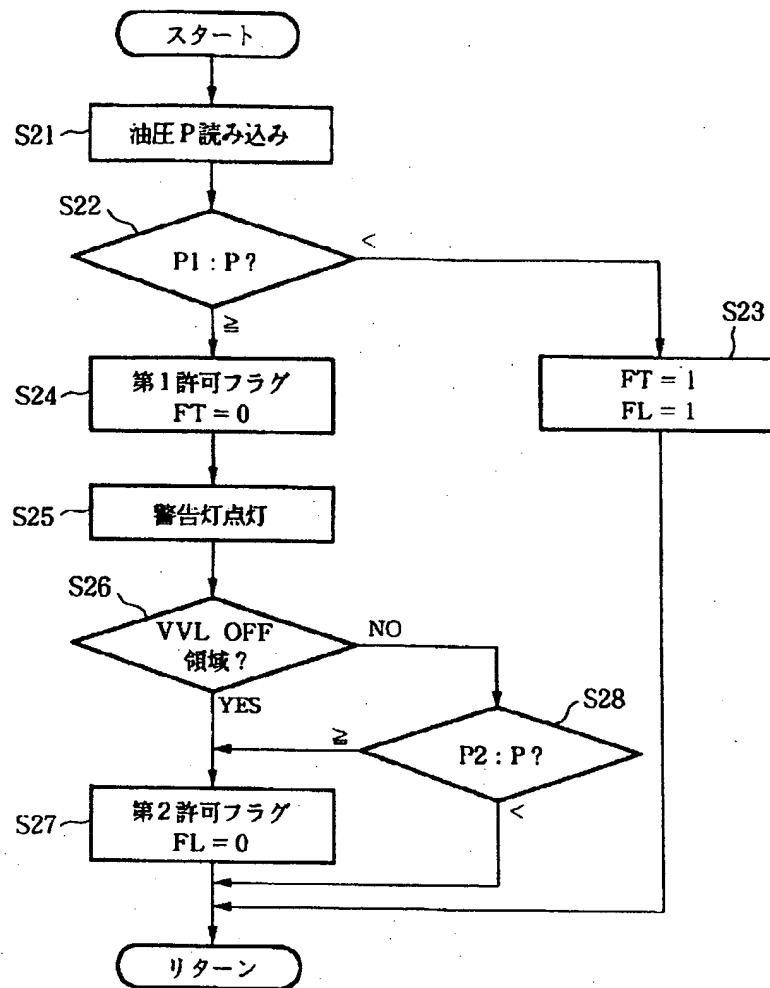 スタート
S21
油圧P読み込み
S22
P1 : P ?
<
≧
S23
FT = 1
FL = 1
S24
第1許可フラグ
FT = 0
S25
警告灯点灯
S26
VVL OFF
領域?
NO
YES
S28
P2 : P ?
≧
<
S27
第2許可フラグ
FL = 0
リターン